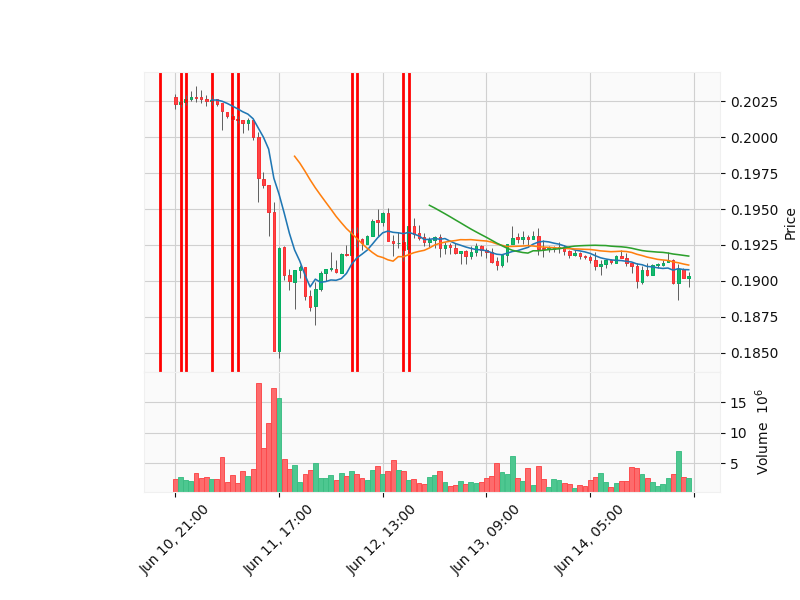 0.2025
0.2000
0.1975
0.1950
0.1925
0.1900
0.1875
0.1850
Price
15
10
5
Volume 10^6
Jun 10, 21:00
Jun 11, 17:00
Jun 12, 13:00
Jun 13, 09:00
Jun 14, 05:00